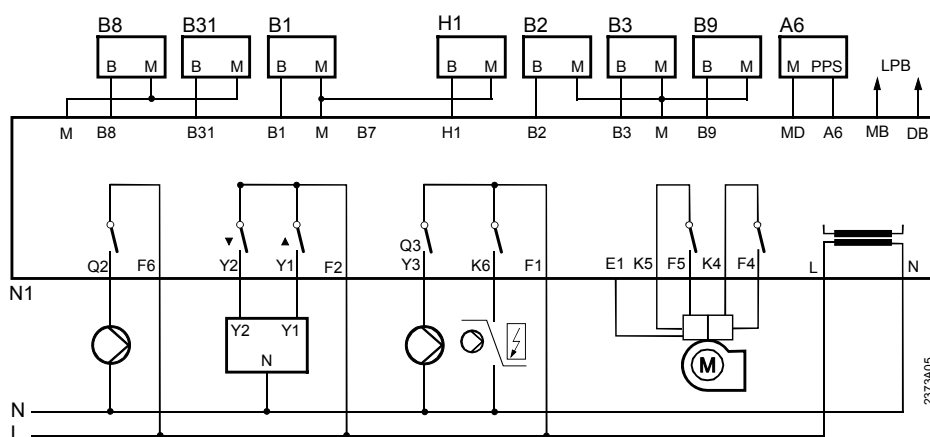 B8 B31 B1 H1 B2 B3 B9 A6
B M B M B M B M B M B M B M M PPS LPB
M B8 B31 B1 M B7 H1 B2 B3 M B9 MD A6 MB DB
Q3
Q2 F6 Y2 Y1 F2 Y3 K6 F1 E1 K5 F5 K4 F4 L N
N1
Y2 Y1
N
M
2373A05
N
L